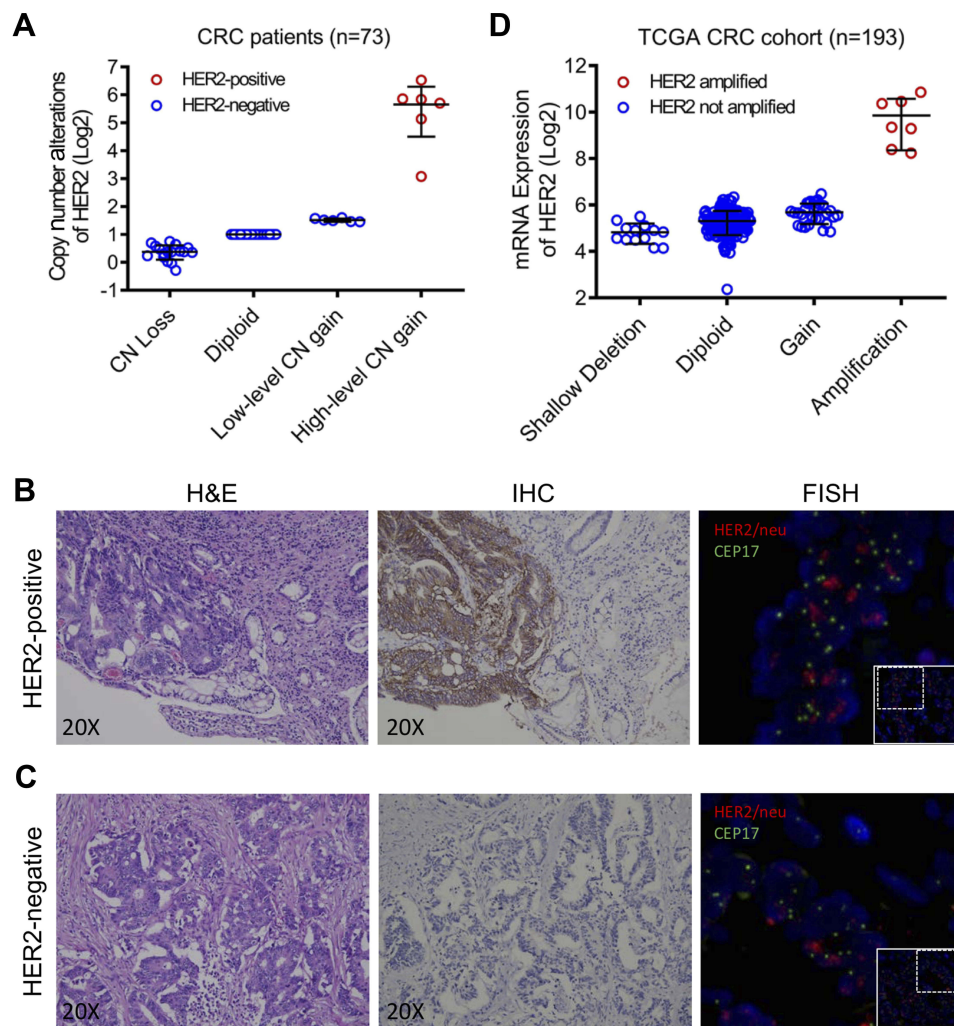 A
CRC patients (n=73)
Copy number alterations
of HER2 (Log2)
7
6
5
4
3
2
1
0
-1
HER2-positive
HER2-negative
CN Loss
Diploid
Low-level CN gain
High-level CN gain
D
TCGA CRC cohort (n=193)
mRNA Expression
of HER2 (Log2)
12
10
8
6
4
2
HER2 amplified
HER2 not amplified
Shallow Deletion
Diploid
Gain
Amplification
B
H&E
IHC
FISH
HER2-positive
20X
20X
HER2/neu
CEP17
C
HER2-negative
20X
20X
HER2/neu
CEP17